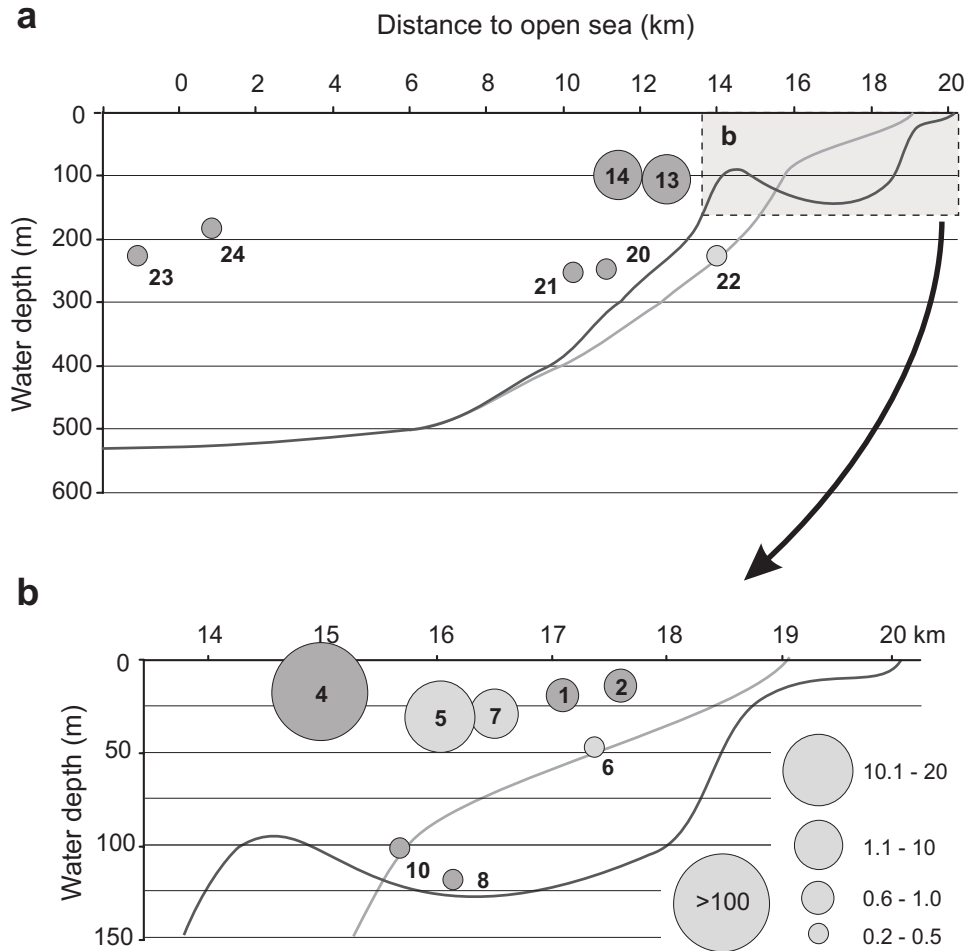 a
Distance to open sea (km)
0 2 4 6 8 10 12 14 16 18 20
Water depth (m)
0
100
200
300
400
500
600
b
14 13
24
23
20
21
22
b
14 15 16 17 18 19 20 km
Water depth (m)
0
50
100
150
4
5
7
1
2
6
10
8
10.1 - 20
1.1 - 10
>100
0.6 - 1.0
0.2 - 0.5